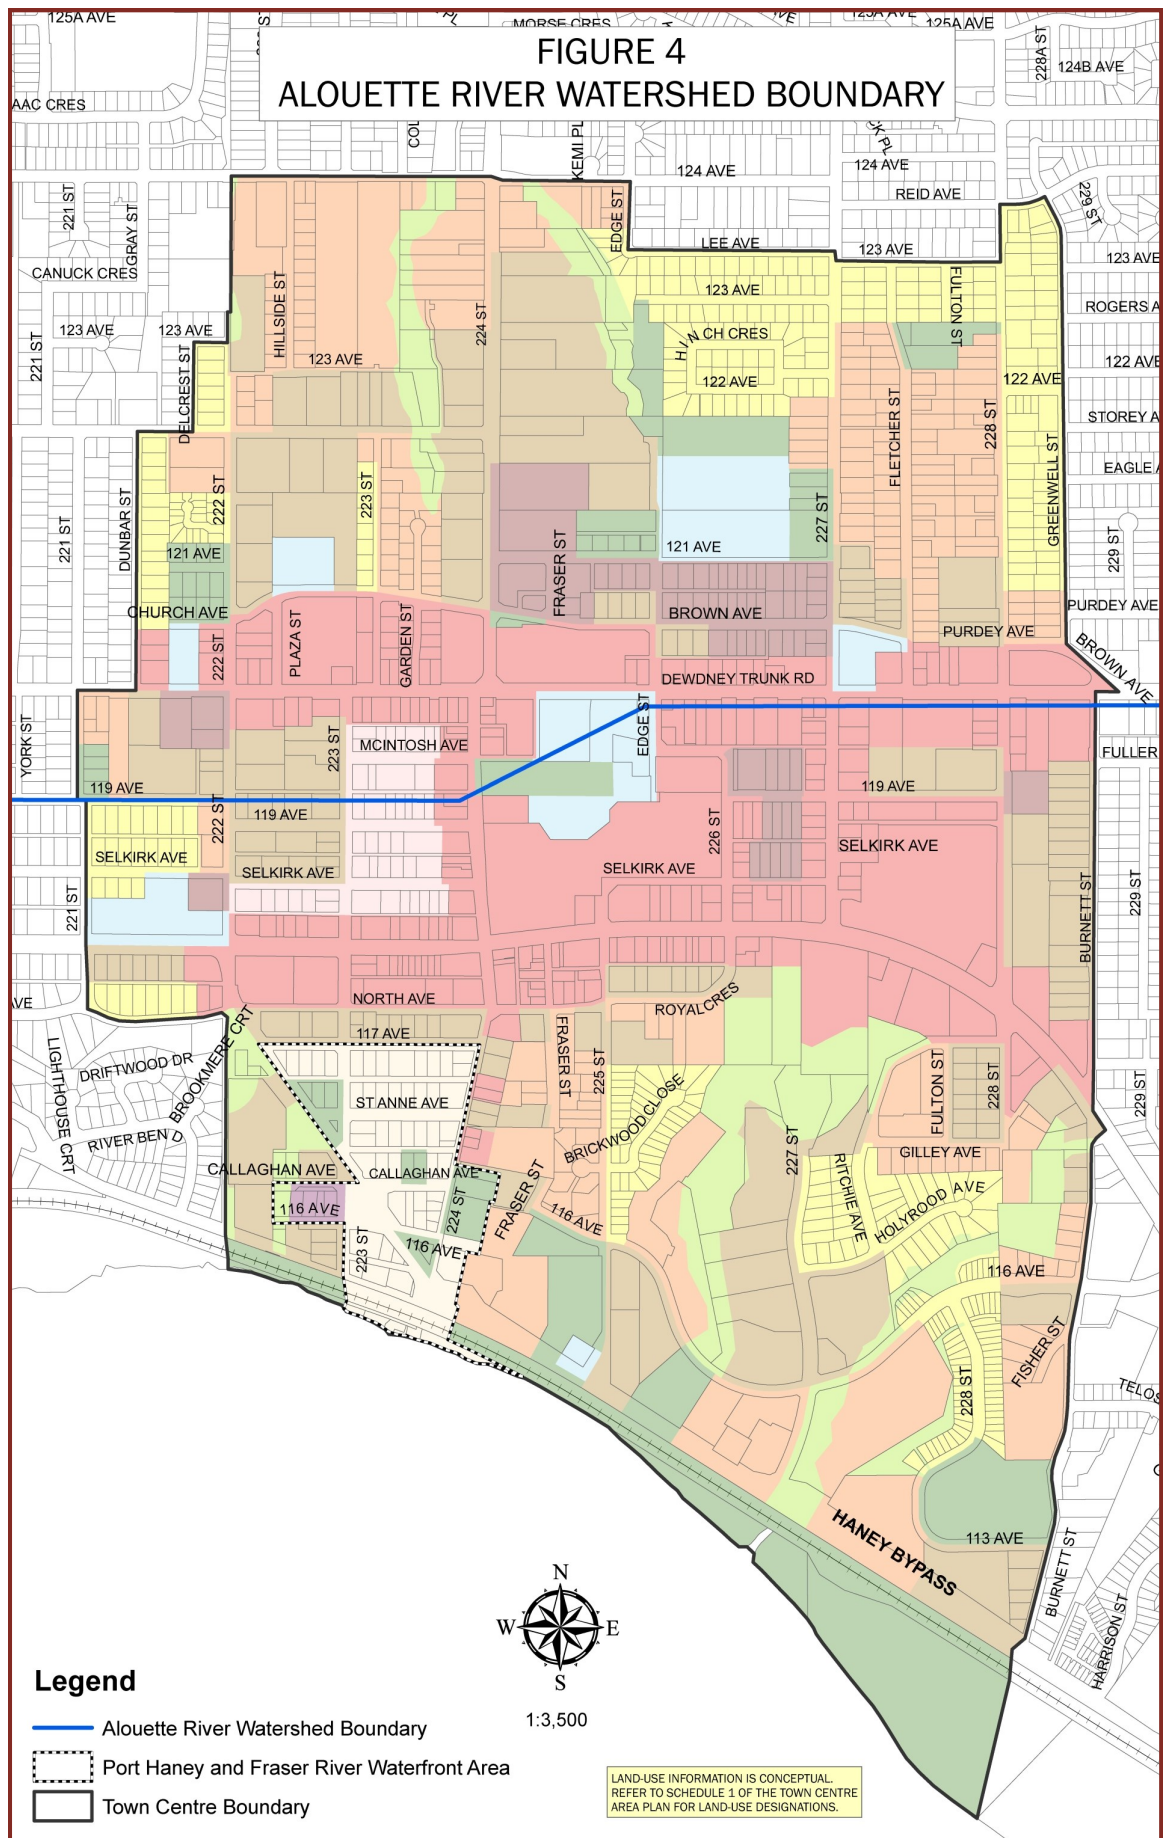 125A AVE
MORSE CRES
125A AVE
FIGURE 4
ALOUETTE RIVER WATERSHED BOUNDARY
228A ST
124B AVE
KEMI PL
124 AVE
124 AVE
REID AVE
221 ST
GRAY ST
EDGE ST
229 ST
LEE AVE
123 AVE
123 AVE
CANUCK CRES
HILLSIDE ST
123 AVE
FULTON ST
ROGERS A
123 AVE
123 AVE
224 ST
HINCH CRES
221 ST
DELCREST ST
123 AVE
122 AVE
122 AVE
122 AVE
FLETCHER ST
228 ST
STOREY A
GREENWELL ST
EAGLE A
221 ST
DUNBAR ST
222 ST
223 ST
227 ST
229 ST
121 AVE
FRASER ST
121 AVE
CHURCH AVE
BROWN AVE
PURDEY AVE
PURDEY AVE
222 ST
PLAZA ST
GARDEN ST
BROWN AVE
DEWDNEY TRUNK RD
YORK ST
223 ST
MCINTOSH AVE
EDGE ST
FULLER
119 AVE
119 AVE
222 ST
119 AVE
226 ST
SELKIRK AVE
SELKIRK AVE
SELKIRK AVE
SELKIRK AVE
221 ST
BURNETT ST
229 ST
NORTH AVE
ROYAL CRES
117 AVE
LIGHTHOUSE CRT
DRIFTWOOD DR
BROOKMERE CRT
FRASER ST
225 ST
FULTON ST
228 ST
229 ST
ST ANNE AVE
BRICKWOOD CLOSE
RIVER BEND
227 ST
GILLEY AVE
CALLAGHAN AVE
CALLAGHAN AVE
RITCHIE AVE
HOLYROOD AVE
116 AVE
224 ST
FRASER ST
116 AVE
223 ST
116 AVE
116 AVE
FISHER ST
228 ST
TELOS
HANEY BYPASS
113 AVE
BURNETT ST
HARRISON ST
N
W
E
S
1:3,500
Legend
Alouette River Watershed Boundary
Port Haney and Fraser River Waterfront Area
Town Centre Boundary
LAND-USE INFORMATION IS CONCEPTUAL.
REFER TO SCHEDULE 1 OF THE TOWN CENTRE
AREA PLAN FOR LAND-USE DESIGNATIONS.